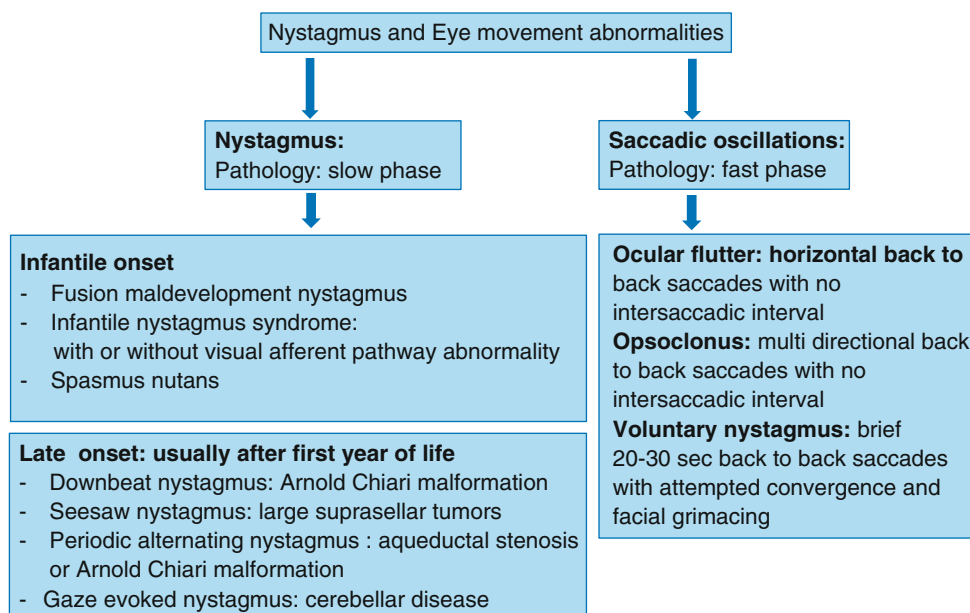 Nystagmus and Eye movement abnormalities
Nystagmus:
Pathology: slow phase
Saccadic oscillations:
Pathology: fast phase
Infantile onset
- Fusion maldevelopment nystagmus
- Infantile nystagmus syndrome:
with or without visual afferent pathway abnormality
- Spasmus nutans
Late onset: usually after first year of life
- Downbeat nystagmus: Arnold Chiari malformation
- Seesaw nystagmus: large suprasellar tumors
- Periodic alternating nystagmus : aqueductal stenosis
or Arnold Chiari malformation
- Gaze evoked nystagmus: cerebellar disease
Ocular flutter: horizontal back to
back saccades with no
intersaccadic interval
Opsoclonus: multi directional back
to back saccades with no
intersaccadic interval
Voluntary nystagmus: brief
20-30 sec back to back saccades
with attempted convergence and
facial grimacing